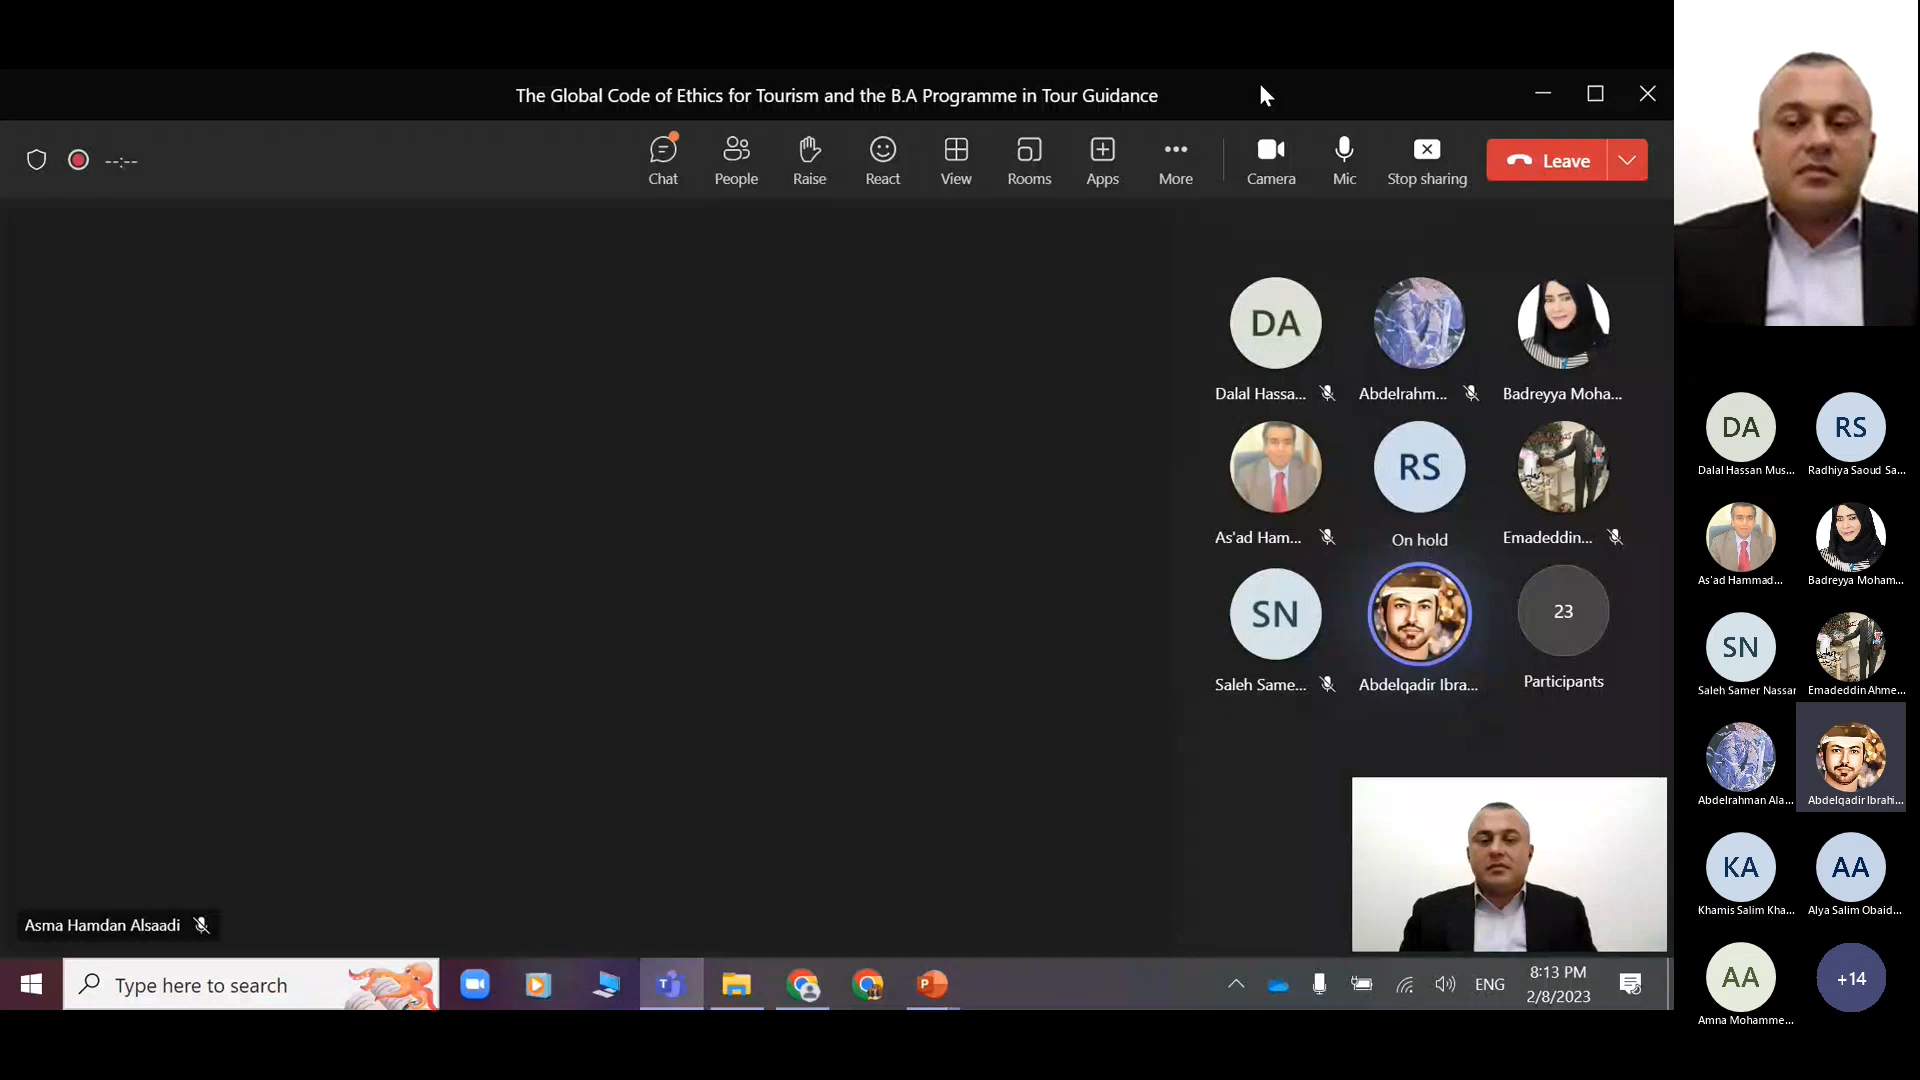 The Global Code of Ethics for Tourism and the B.A Programme in Tour Guidance
--:--
Chat
People
Raise
React
View
Rooms
Apps
More
Camera
Mic
Stop sharing
Leave
DA
Dalal Hassa...
Abdelrahm...
Badreyya Moha...
As'ad Ham...
RS
On hold
Emadeddin...
SN
Saleh Same...
Abdelqadir Ibra...
23
Participants
Asma Hamdan Alsaadi
Type here to search
ENG
8:13 PM
2/8/2023
DA
Dalal Hassan Mus...
RS
Radhiya Saoud Sa...
As'ad Hammad...
Badreyya Moham...
SN
Saleh Samer Nassar
Emadeddin Ahme...
Abdelrahman Ala...
Abdelqadir Ibrahi...
KA
Khamis Salim Kha...
AA
Alya Salim Obaid...
AA
Amna Mohamme...
+14